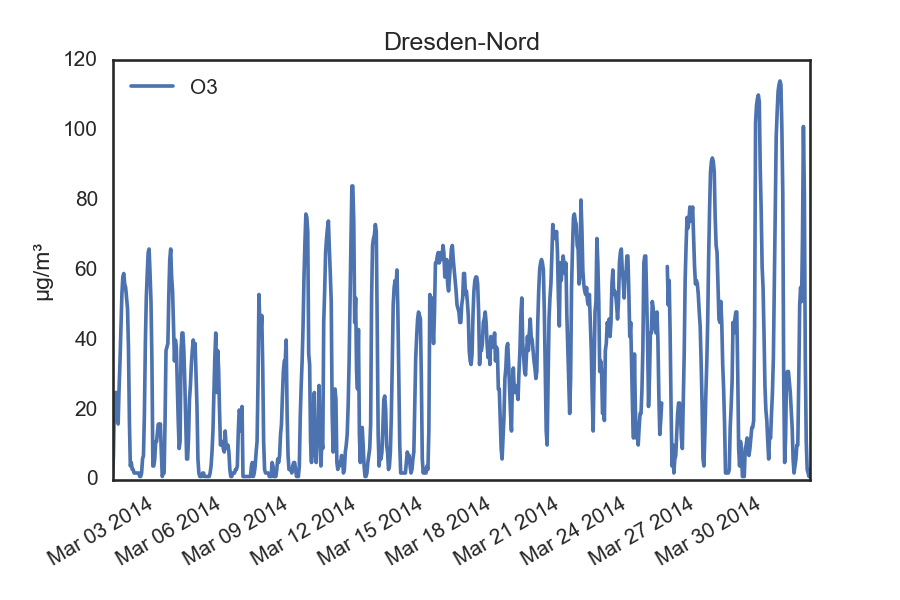 Dresden-Nord
120
O3
100
80
µg/m³
60
40
20
0
Mar 03 2014
Mar 06 2014
Mar 09 2014
Mar 12 2014
Mar 15 2014
Mar 18 2014
Mar 21 2014
Mar 24 2014
Mar 27 2014
Mar 30 2014